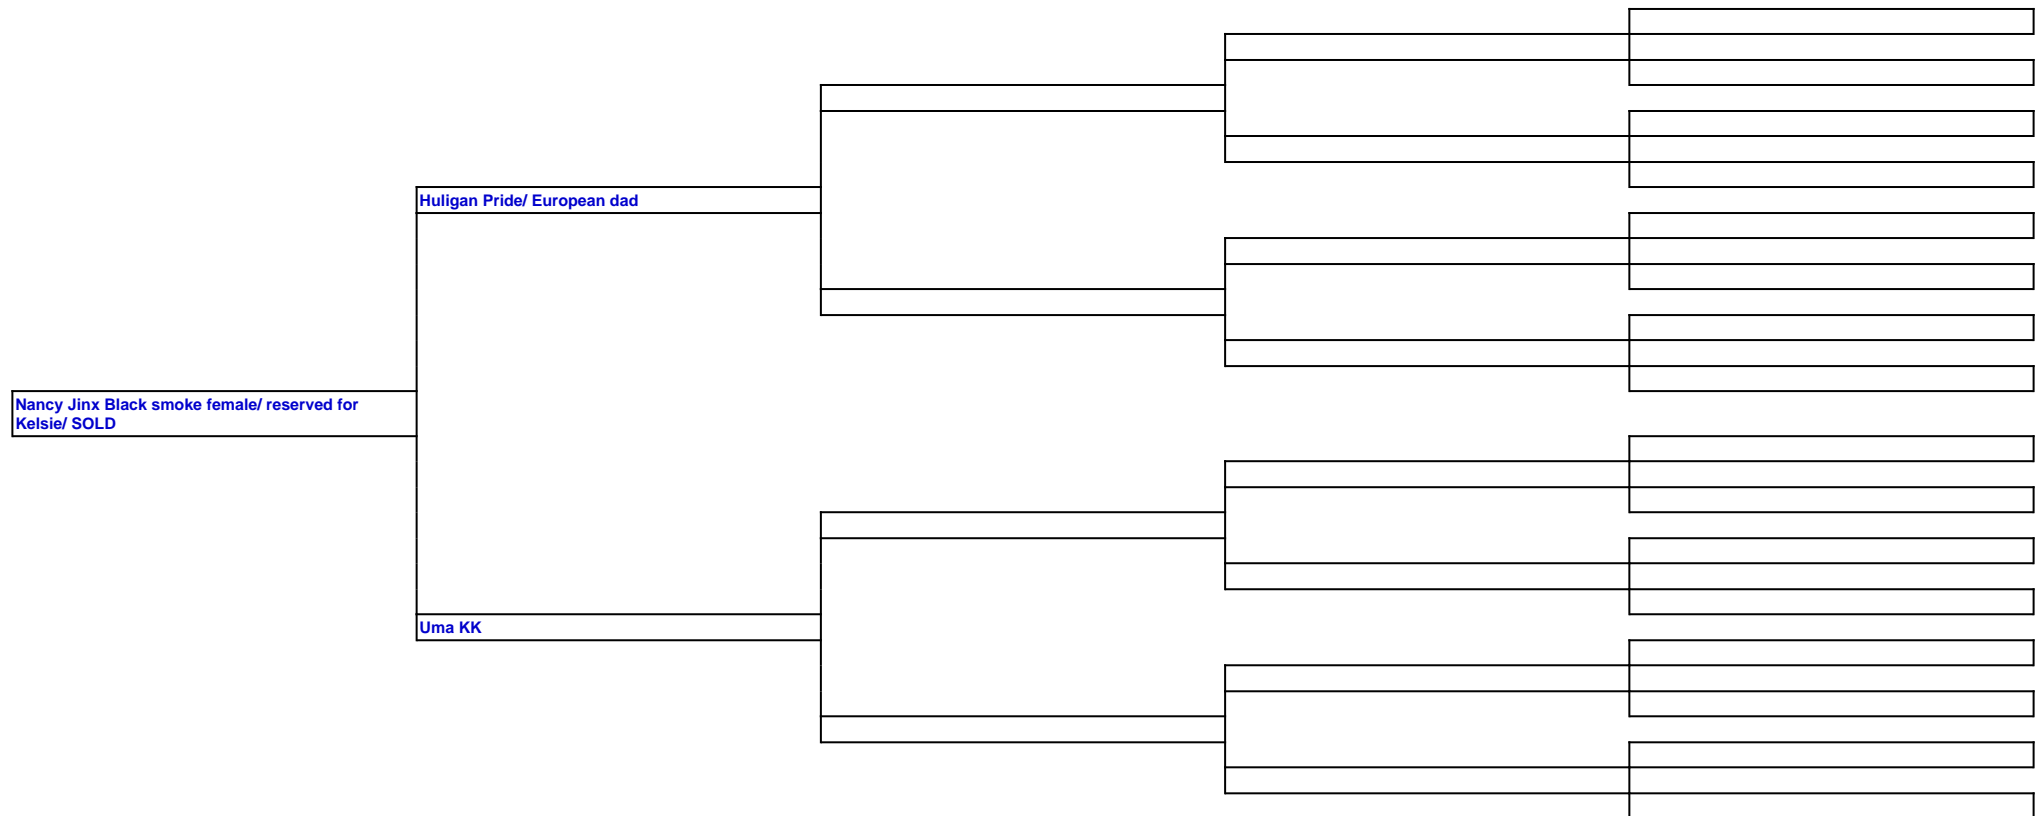 Huligan Pride/ European dad
Nancy Jinx Black smoke female/ reserved for
Kelsie/ SOLD
Uma KK